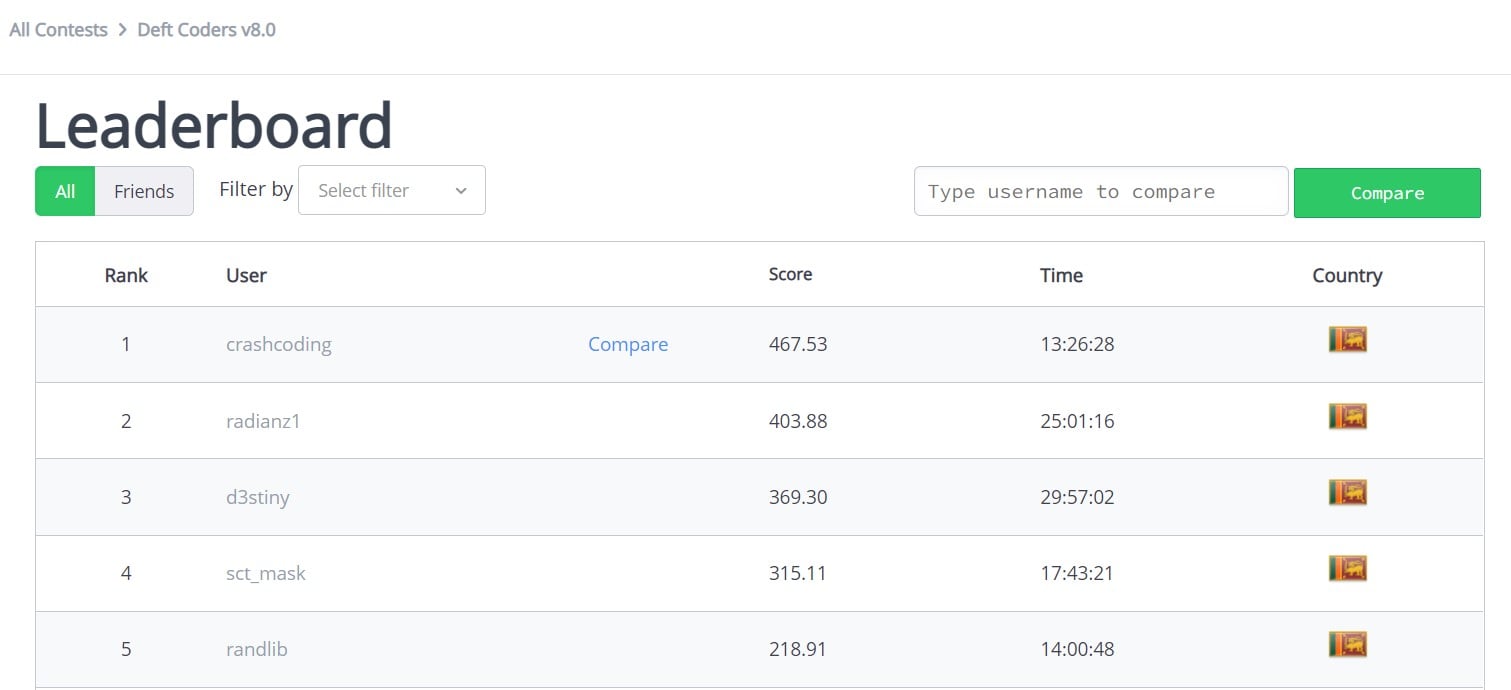 All Contests > Deft Coders v8.0
Leaderboard
All Friends Filter by Select filter Type username to compare Compare
Rank User Score Time Country
1 crashcoding Compare 467.53 13:26:28
2 radianz1 403.88 25:01:16
3 d3stiny 369.30 29:57:02
4 sct_mask 315.11 17:43:21
5 randlib 218.91 14:00:48